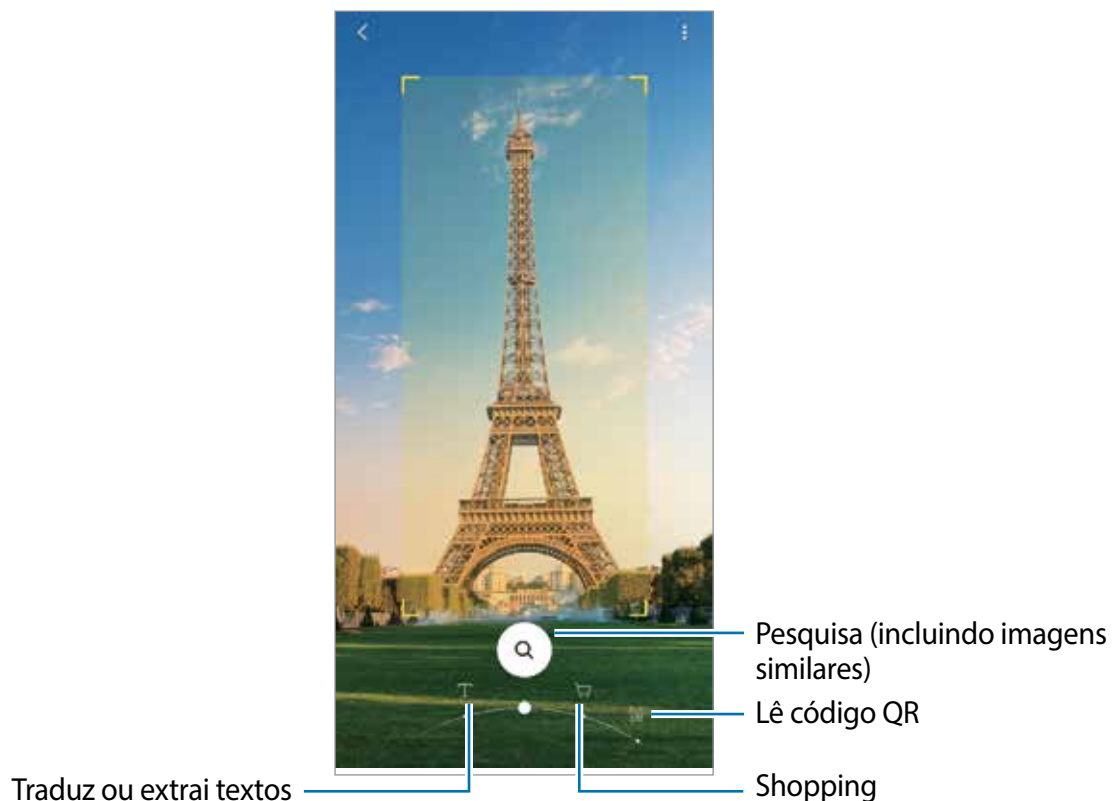 Pesquisa (incluindo imagens
similares)
T
Lê código QR
Traduz ou extrai textos
Shopping